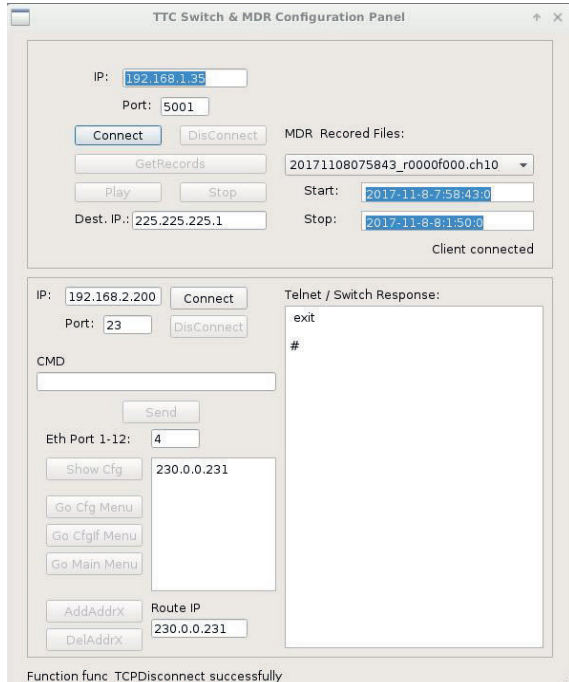 TTC Switch & MDR Configuration Panel
IP: 192.168.1.35
Port: 5001
Connect DisConnect MDR Recored Files:
GetRecords 20171108075843_r0000f000.ch10
Play Stop Start: 2017-11-8-7:58:43:0
Dest. IP.: 225.225.225.1 Stop: 2017-11-8-8:1:50:0
Client connected
IP: 192.168.2.200 Connect Telnet / Switch Response:
Port: 23 DisConnect exit
#
CMD
Send
Eth Port 1-12: 4
Show Cfg 230.0.0.231
Go Cfg Menu
Go CfgIf Menu
Go Main Menu
AddAddrX Route IP
230.0.0.231
DelAddrX
Function func TCPDisconnect successfully